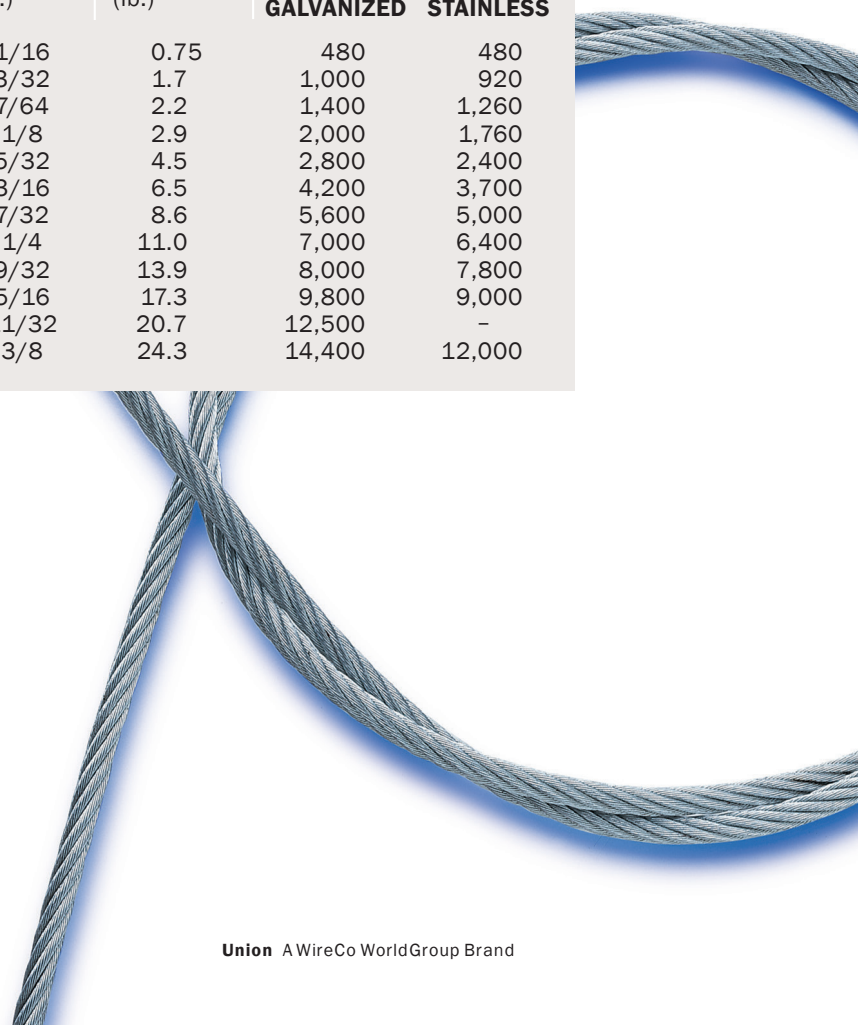 (lb.)
GALVANIZED STAINLESS
1/16 0.75 480 480
3/32 1.7 1,000 920
7/64 2.2 1,400 1,260
1/8 2.9 2,000 1,760
5/32 4.5 2,800 2,400
3/16 6.5 4,200 3,700
7/32 8.6 5,600 5,000
1/4 11.0 7,000 6,400
9/32 13.9 8,000 7,800
5/16 17.3 9,800 9,000
11/32 20.7 12,500 –
3/8 24.3 14,400 12,000
Union A WireCo WorldGroup Brand